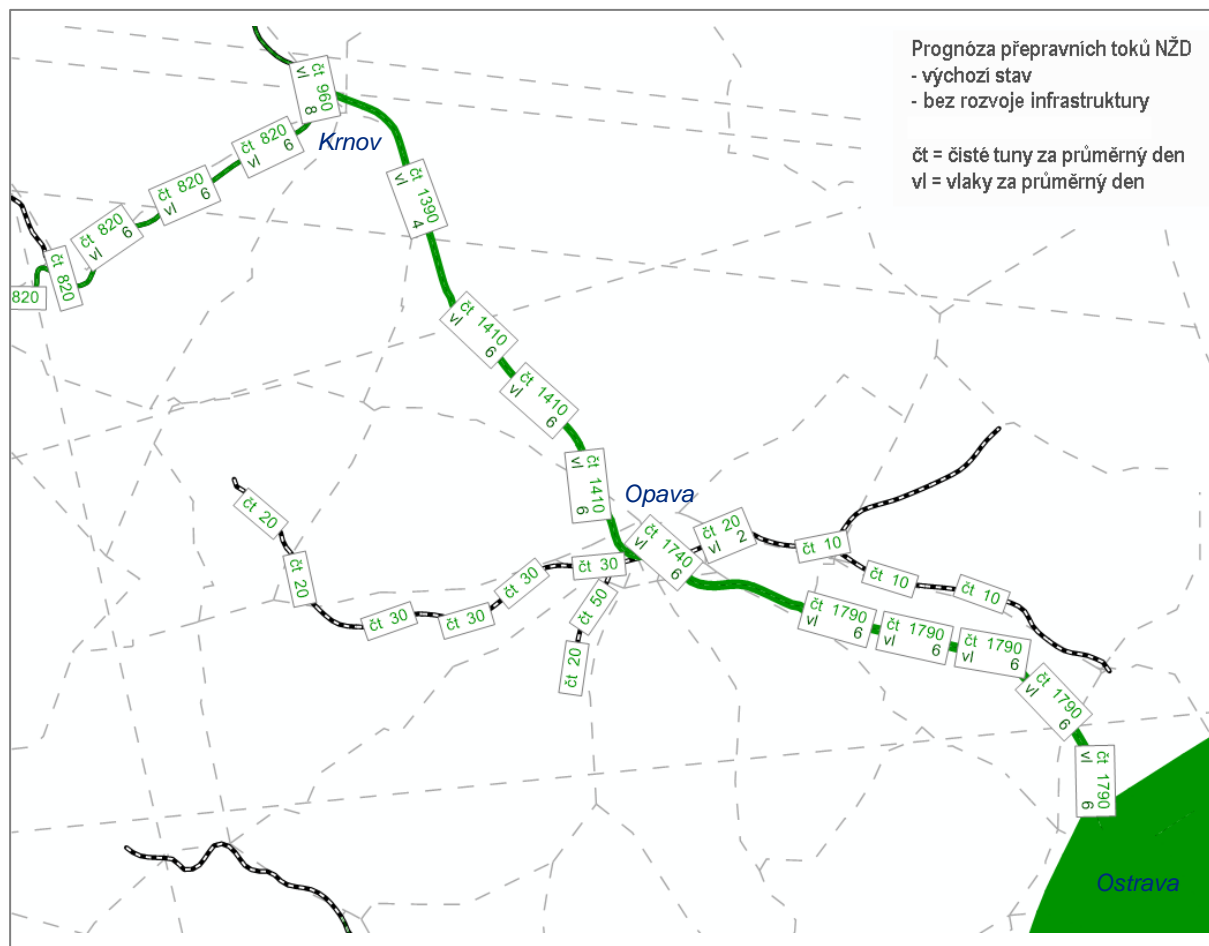 Prognóza přepravních toků NŽD
- výchozí stav
- bez rozvoje infrastruktury
čt = čisté tuny za průměrný den
vl = vlaky za průměrný den
čt 960
vl 8
Krnov
čt 820
vl 6
čt 820
vl 6
čt 820
vl 6
čt 820
820
čt 1390
vl 4
čt 1410
vl 6
čt 1410
vl 6
čt 1410
vl 6
Opava
čt 1740
vl 6
čt 20
vl 2
čt 10
čt 10
čt 10
čt 20
čt 20
čt 30
čt 30
čt 30
čt 30
čt 50
čt 20
čt 1790
vl 6
čt 1790
vl 6
čt 1790
vl 6
čt 1790
vl 6
čt 1790
vl 6
Ostrava